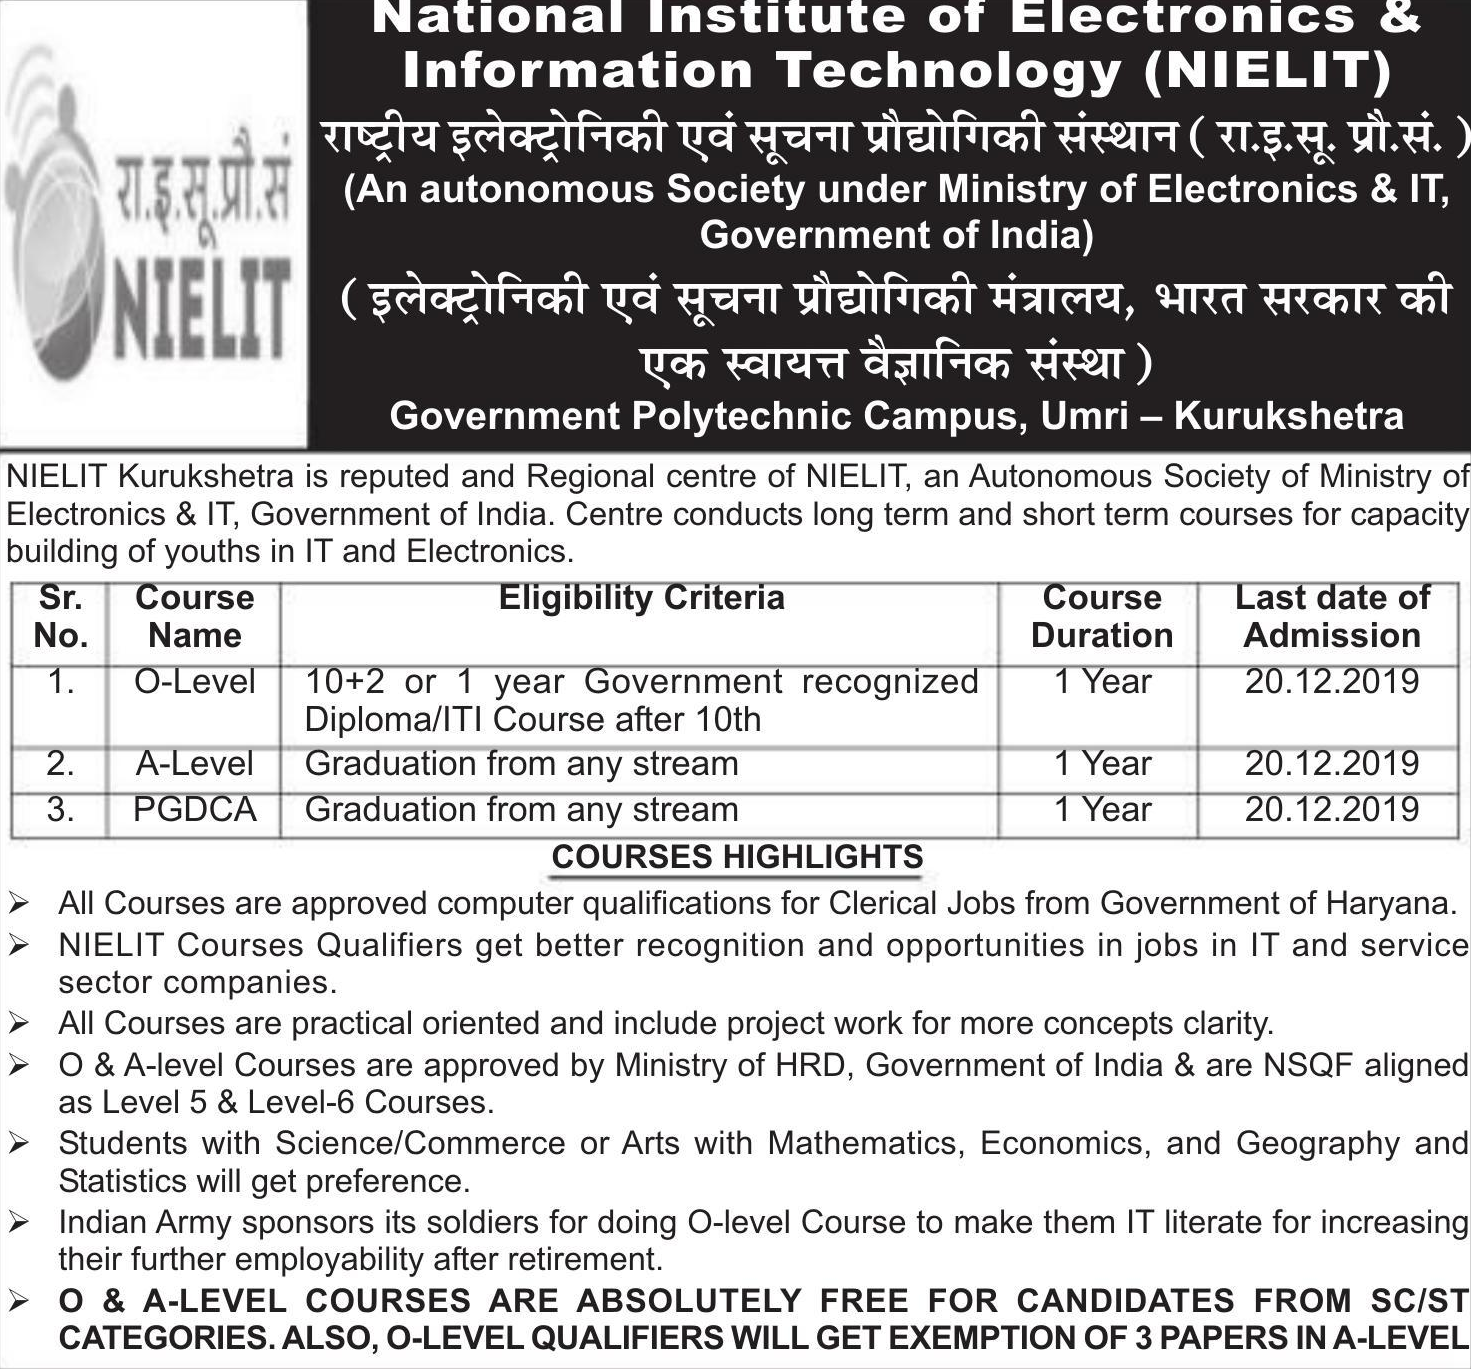 National Institute of Electronics &
Information Technology (NIELIT)
राष्ट्रीय इलेक्ट्रोनिकी एवं सूचना प्रौद्योगिकी संस्थान ( रा.इ.सू. प्रौ.सं. )
(An autonomous Society under Ministry of Electronics & IT,
Government of India)
( इलेक्ट्रोनिकी एवं सूचना प्रौद्योगिकी मंत्रालय, भारत सरकार की
एक स्वायत्त वैज्ञानिक संस्था )
Government Polytechnic Campus, Umri – Kurukshetra
रा.इ.सू.प्रौ.सं
NIELIT
NIELIT Kurukshetra is reputed and Regional centre of NIELIT, an Autonomous Society of Ministry of
Electronics & IT, Government of India. Centre conducts long term and short term courses for capacity
building of youths in IT and Electronics.
Sr. No. Course Name Eligibility Criteria Course Duration Last date of Admission
1. O-Level 10+2 or 1 year Government recognized 1 Year 20.12.2019
Diploma/ITI Course after 10th
2. A-Level Graduation from any stream 1 Year 20.12.2019
3. PGDCA Graduation from any stream 1 Year 20.12.2019
COURSES HIGHLIGHTS
➢ All Courses are approved computer qualifications for Clerical Jobs from Government of Haryana.
➢ NIELIT Courses Qualifiers get better recognition and opportunities in jobs in IT and service
sector companies.
➢ All Courses are practical oriented and include project work for more concepts clarity.
➢ O & A-level Courses are approved by Ministry of HRD, Government of India & are NSQF aligned
as Level 5 & Level-6 Courses.
➢ Students with Science/Commerce or Arts with Mathematics, Economics, and Geography and
Statistics will get preference.
➢ Indian Army sponsors its soldiers for doing O-level Course to make them IT literate for increasing
their further employability after retirement.
➢ O & A-LEVEL COURSES ARE ABSOLUTELY FREE FOR CANDIDATES FROM SC/ST
CATEGORIES. ALSO, O-LEVEL QUALIFIERS WILL GET EXEMPTION OF 3 PAPERS IN A-LEVEL